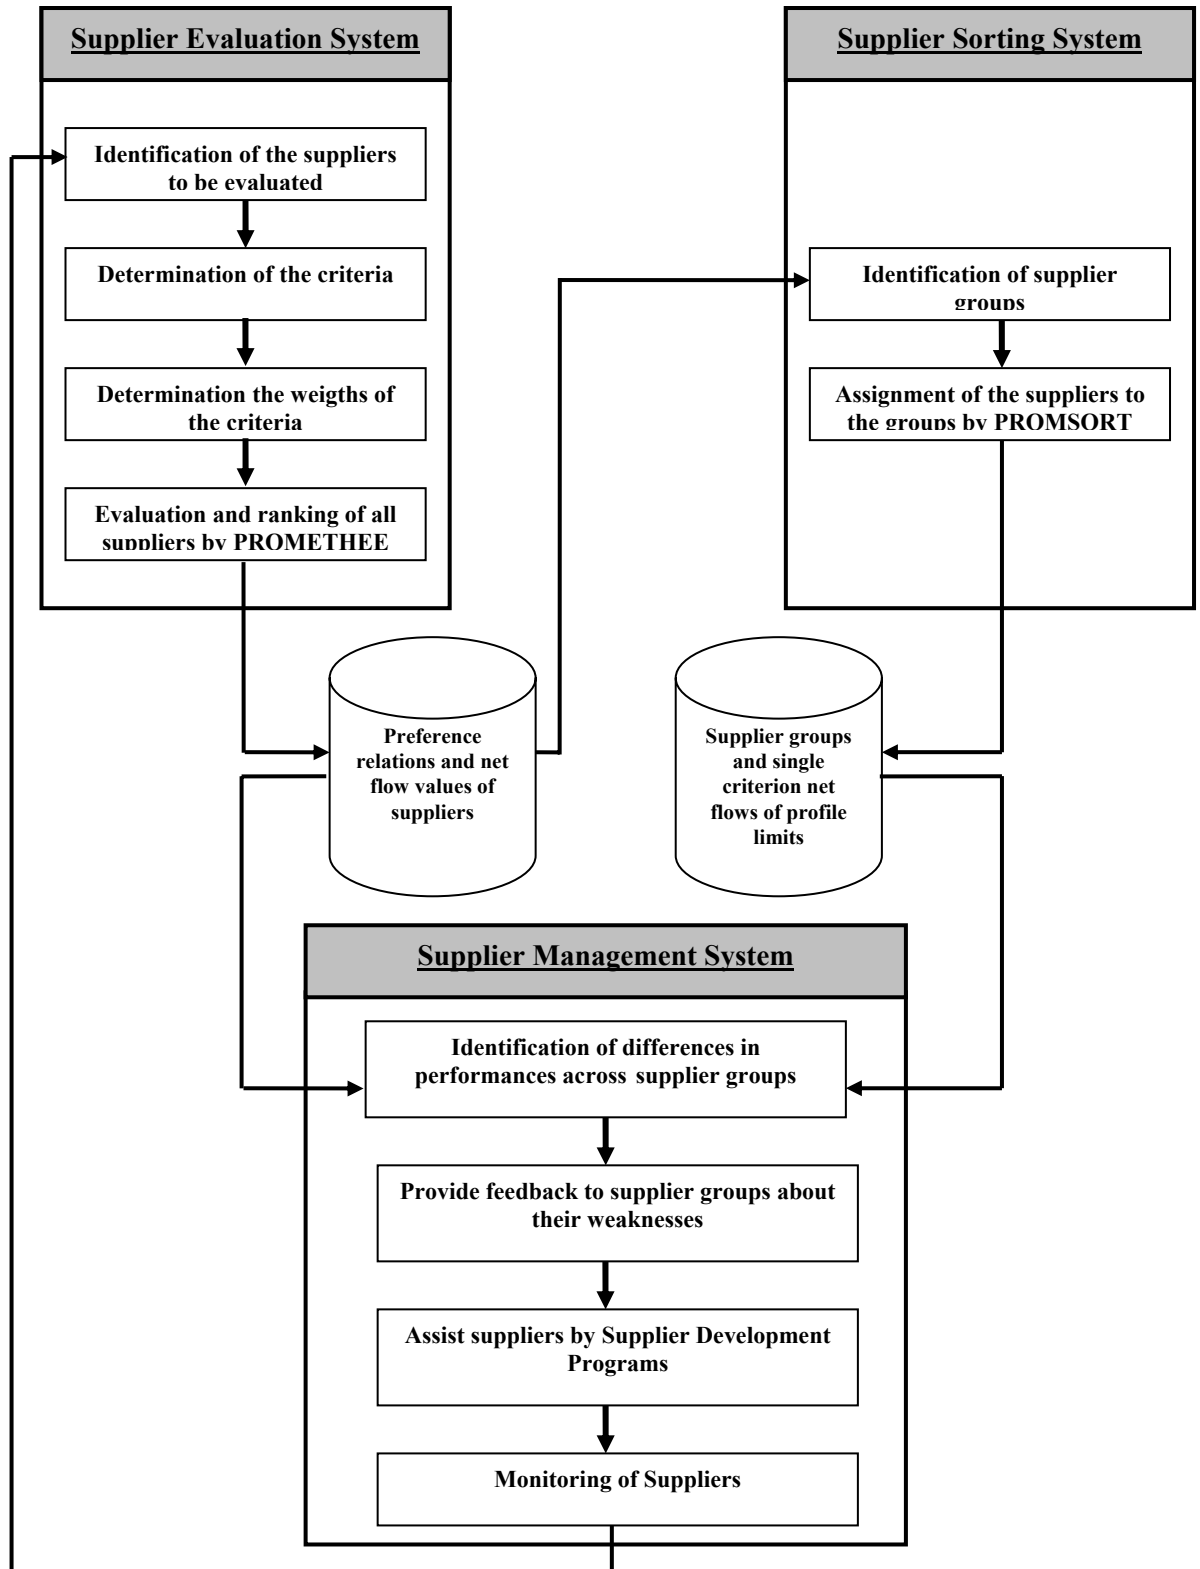 Supplier Evaluation System
Identification of the suppliers
to be evaluated
Determination of the criteria
Determination the weigths of
the criteria
Evaluation and ranking of all
suppliers by PROMETHEE
Supplier Sorting System
Identification of supplier
groups
Assignment of the suppliers to
the groups by PROMSORT
Preference
relations and net
flow values of
suppliers
Supplier groups
and single
criterion net
flows of profile
limits
Supplier Management System
Identification of differences in
performances across supplier groups
Provide feedback to supplier groups about
their weaknesses
Assist suppliers by Supplier Development
Programs
Monitoring of Suppliers